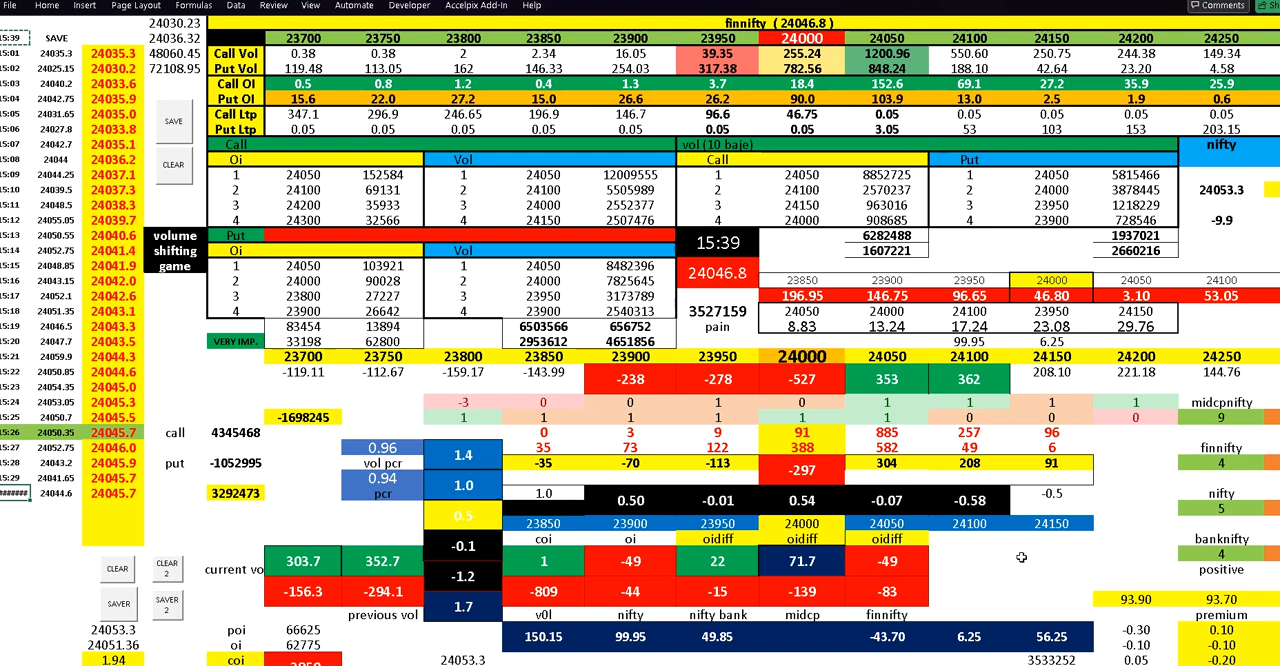 File Home Insert Page Layout Formulas Data Review View Automate Developer Accelpix Add-in Help Comments Sh
24030.23 finnifty ( 24046.8 )
15:39 SAVE 24036.32 23700 23750 23800 23850 23900 23950 24000 24050 24100 24150 24200 24250
15:01 24035.3 24035.3 48060.45 Call Vol 0.38 0.38 2 2.34 16.05 39.35 255.24 1200.96 550.60 250.75 244.38 149.34
15:02 24025.15 24030.2 72108.95 Put Vol 119.48 113.05 162 146.33 254.03 317.38 782.56 848.24 188.10 42.64 23.20 4.58
15:03 24040.2 24033.6 Call OI 0.5 0.8 1.2 0.4 1.3 3.7 18.4 152.6 69.1 27.2 35.9 25.9
15:04 24042.75 24035.9 Put OI 15.6 22.0 27.2 15.0 26.6 26.2 90.0 103.9 13.0 2.5 1.9 0.6
15:05 24031.65 24035.0 SAVE Call Ltp 347.1 296.9 246.65 196.9 146.7 96.6 46.75 0.05 0.05 0.05 0.05 0.05
15:06 24027.8 24033.8 Put Ltp 0.05 0.05 0.05 0.05 0.05 0.05 0.05 3.05 53 103 153 203.15
15:07 24042.7 24035.1 Call vol (10 baje) nifty
15:08 24044 24036.2 CLEAR Oi Vol Call Put
15:09 24044.25 24037.1 1 24050 152584 1 24050 12009555 1 24050 8852725 1 24050 5815466
15:10 24039.5 24037.3 2 24100 69131 2 24100 5505989 2 24100 2570237 2 24000 3878445 24053.3
15:11 24048.5 24038.3 3 24200 35933 3 24000 2552377 3 24150 963016 3 23950 1218229
15:12 24055.05 24039.7 4 24300 32566 4 24150 2507476 4 24000 908685 4 23900 728546 -9.9
15:13 24050.55 24040.6 volume Put 15:39 6282488 1937021
15:14 24052.75 24041.4 shifting Oi Vol 1607221 2660216
15:15 24048.85 24041.9 game 1 24050 103921 1 24050 8482396 24046.8
15:16 24043.15 24042.0 2 24000 90028 2 24000 7825645 23850 23900 23950 24000 24050 24100
15:17 24052.1 24042.6 3 23800 27227 3 23950 3173789 196.95 146.75 96.65 46.80 3.10 53.05
15:18 24051.35 24043.1 4 23900 26642 4 23900 2540313 3527159 24050 24000 24100 23950 24150
15:19 24046.5 24043.3 83454 13894 6503566 656752 pain 8.83 13.24 17.24 23.08 29.76
15:20 24047.7 24043.5 VERY IMP. 33198 62800 2953612 4651856 99.95 6.25
15:21 24059.9 24044.3 23700 23750 23800 23850 23900 23950 24000 24050 24100 24150 24200 24250
15:22 24050.85 24044.6 -119.11 -112.67 -159.17 -143.99 -238 -278 -527 353 362 208.10 221.18 144.76
15:23 24054.35 24045.0
15:24 24053.05 24045.3 -3 0 0 1 0 1 1 1 1 midcpnifty
15:25 24050.7 24045.5 -1698245 1 1 1 1 1 1 0 0 0 9
15:26 24050.35 24045.7 call 4345468 0 3 9 91 885 257 96
15:27 24052.75 24046.0 0.96 1.4 35 73 122 388 582 49 6 finnifty
15:28 24043.2 24045.9 put -1052995 vol pcr -35 -70 -113 -297 304 208 91 4
15:29 24041.65 24045.7 0.94 1.0 nifty
####### 24044.6 24045.7 3292473 pcr 1.0 0.50 -0.01 0.54 -0.07 -0.58 -0.5 5
0.5 23850 23900 23950 24000 24050 24100 24150
coi oi oidiff oidiff oidiff banknifty
-0.1 4
CLEAR CLEAR 2 current vo 303.7 352.7 1 -49 22 71.7 -49 positive
-1.2
SAVER SAVER 2 -156.3 -294.1 -809 -44 -15 -139 -83 93.90 93.70
previous vol 1.7 v0l nifty nifty bank midcp finnifty premium
24053.3 poi 66625 150.15 99.95 49.85 -43.70 6.25 56.25 -0.30 0.10
24051.36 oi 62775 -0.10 -0.10
1.94 coi 24053.3 3533252 0.05 -0.20